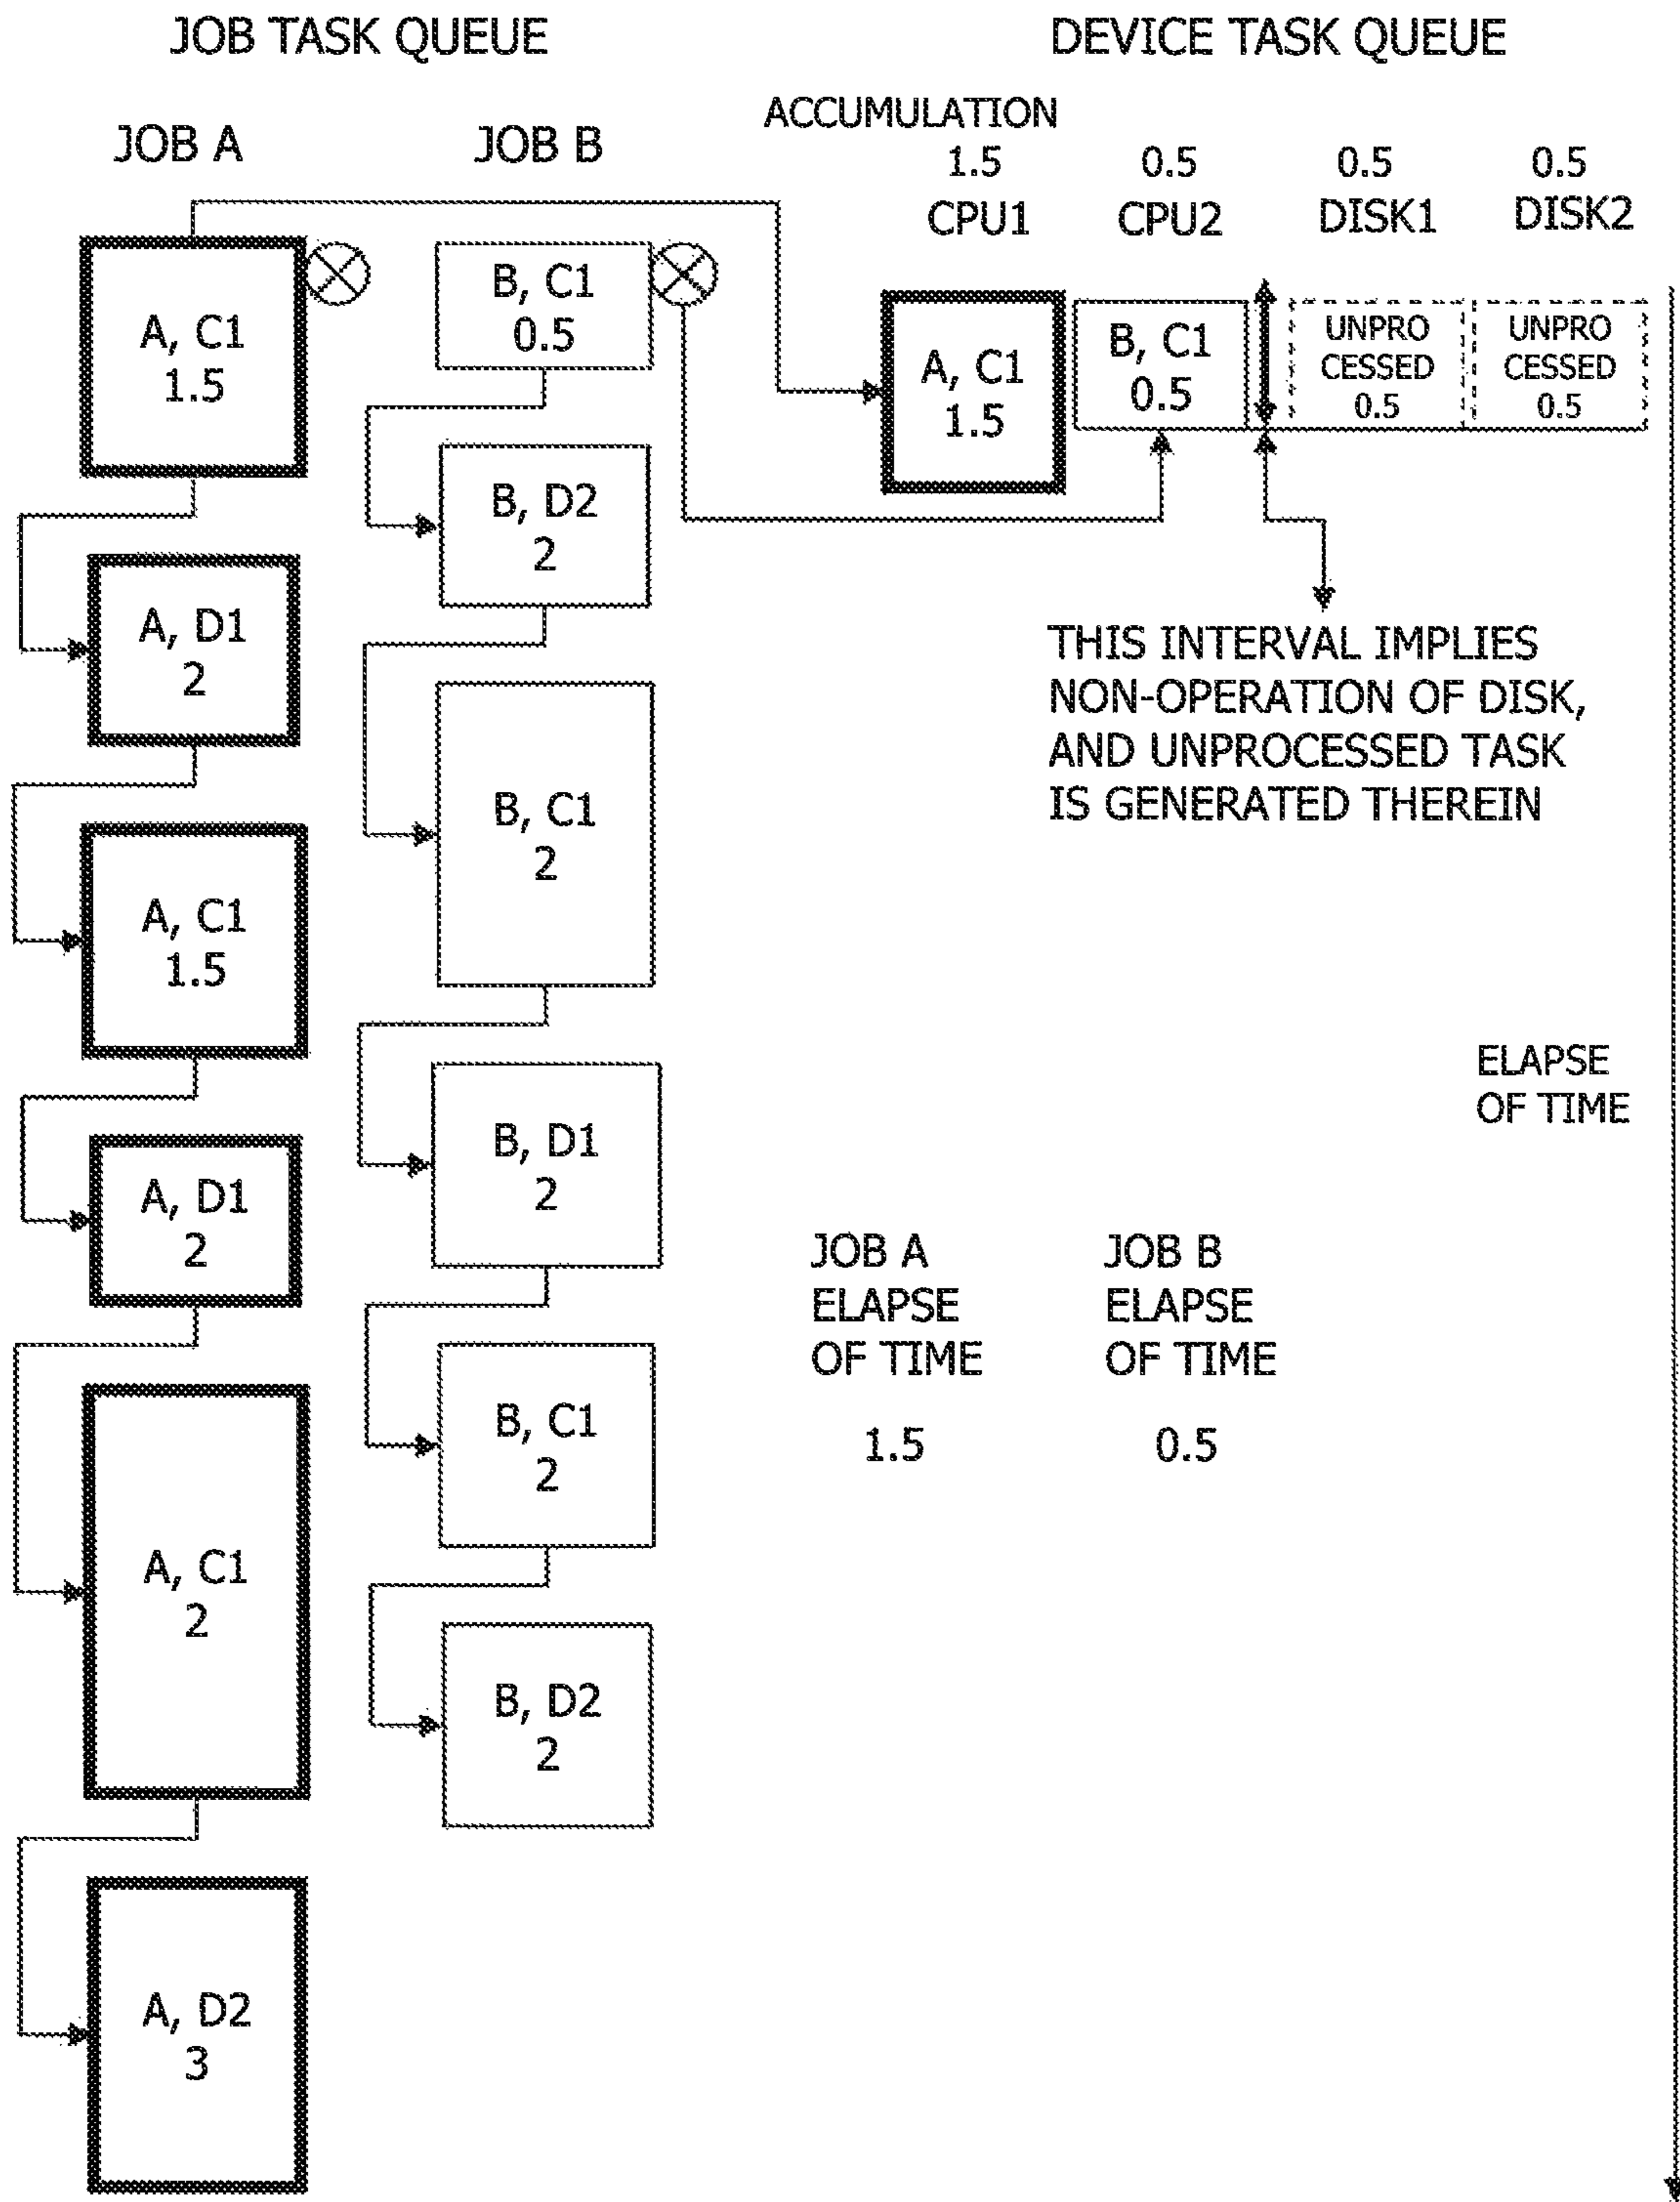 JOB TASK QUEUE
DEVICE TASK QUEUE
JOB A
JOB B
ACCUMULATION
1.5
0.5
0.5
0.5
CPU1
CPU2
DISK1
DISK2
A, C1
1.5
A, D1
2
A, C1
1.5
A, D1
2
A, C1
2
A, D2
3
B, C1
0.5
B, D2
2
B, C1
2
B, D1
2
B, C1
2
B, D2
2
A, C1
1.5
B, C1
0.5
UNPRO
CESSED
0.5
UNPRO
CESSED
0.5
THIS INTERVAL IMPLIES
NON-OPERATION OF DISK,
AND UNPROCESSED TASK
IS GENERATED THEREIN
ELAPSE
OF TIME
JOB A
ELAPSE
OF TIME
1.5
JOB B
ELAPSE
OF TIME
0.5